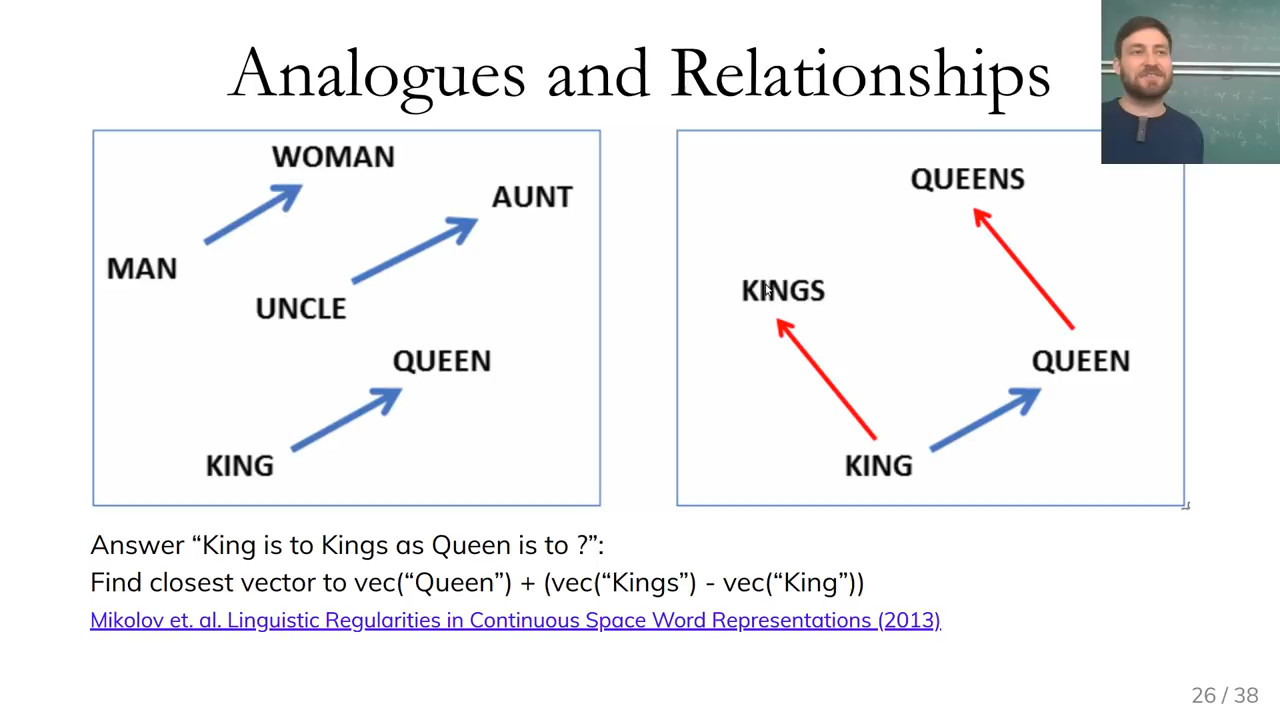 Analogues and Relationships
WOMAN
AUNT
MAN
UNCLE
QUEEN
KING
QUEENS
KINGS
QUEEN
KING
Answer “King is to Kings as Queen is to ?”:
Find closest vector to vec(“Queen”) + (vec(“Kings”) - vec(“King”))
Mikolov et. al. Linguistic Regularities in Continuous Space Word Representations (2013)
26 / 38